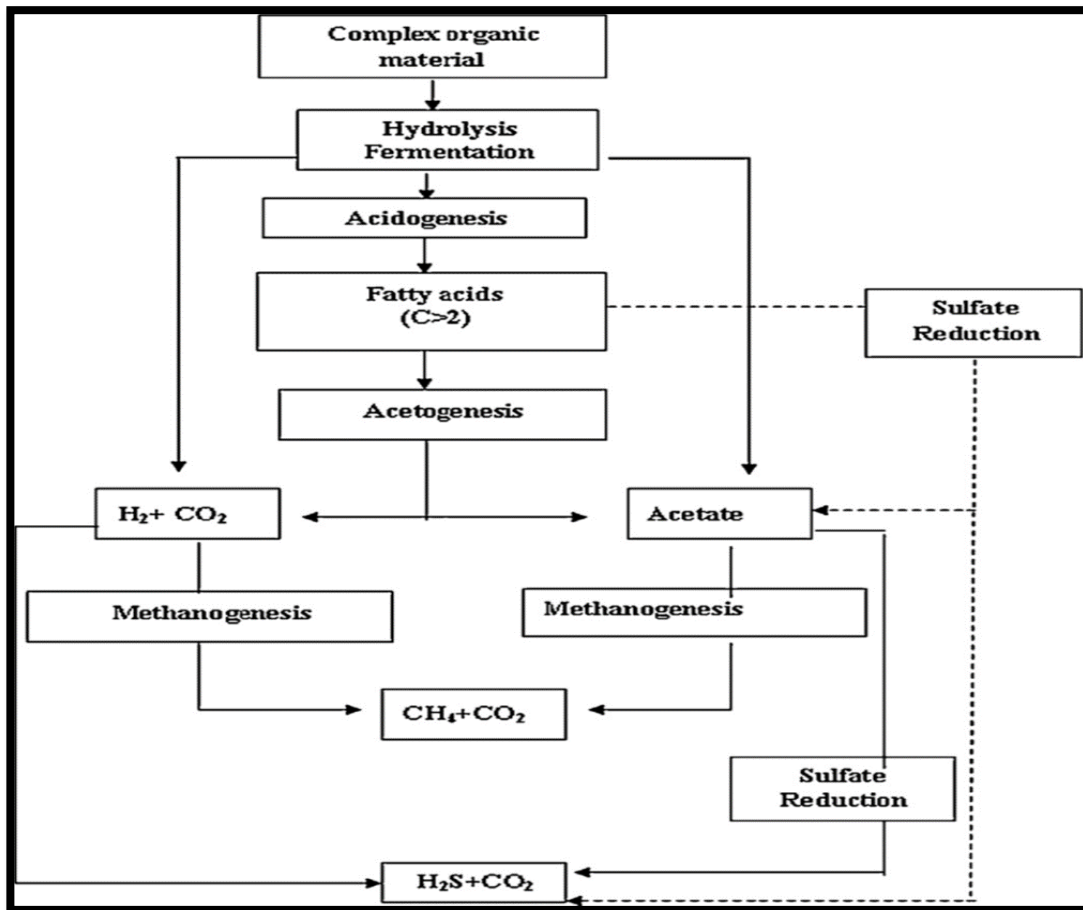 Complex organic
material
Hydrolysis
Fermentation
Acidogenesis
Fatty acids
(C>2)
Sulfate
Reduction
Acetogenesis
H₂+ CO₂
Acetate
Methanogenesis
Methanogenesis
CH₄+CO₂
Sulfate
Reduction
H₂S+CO₂